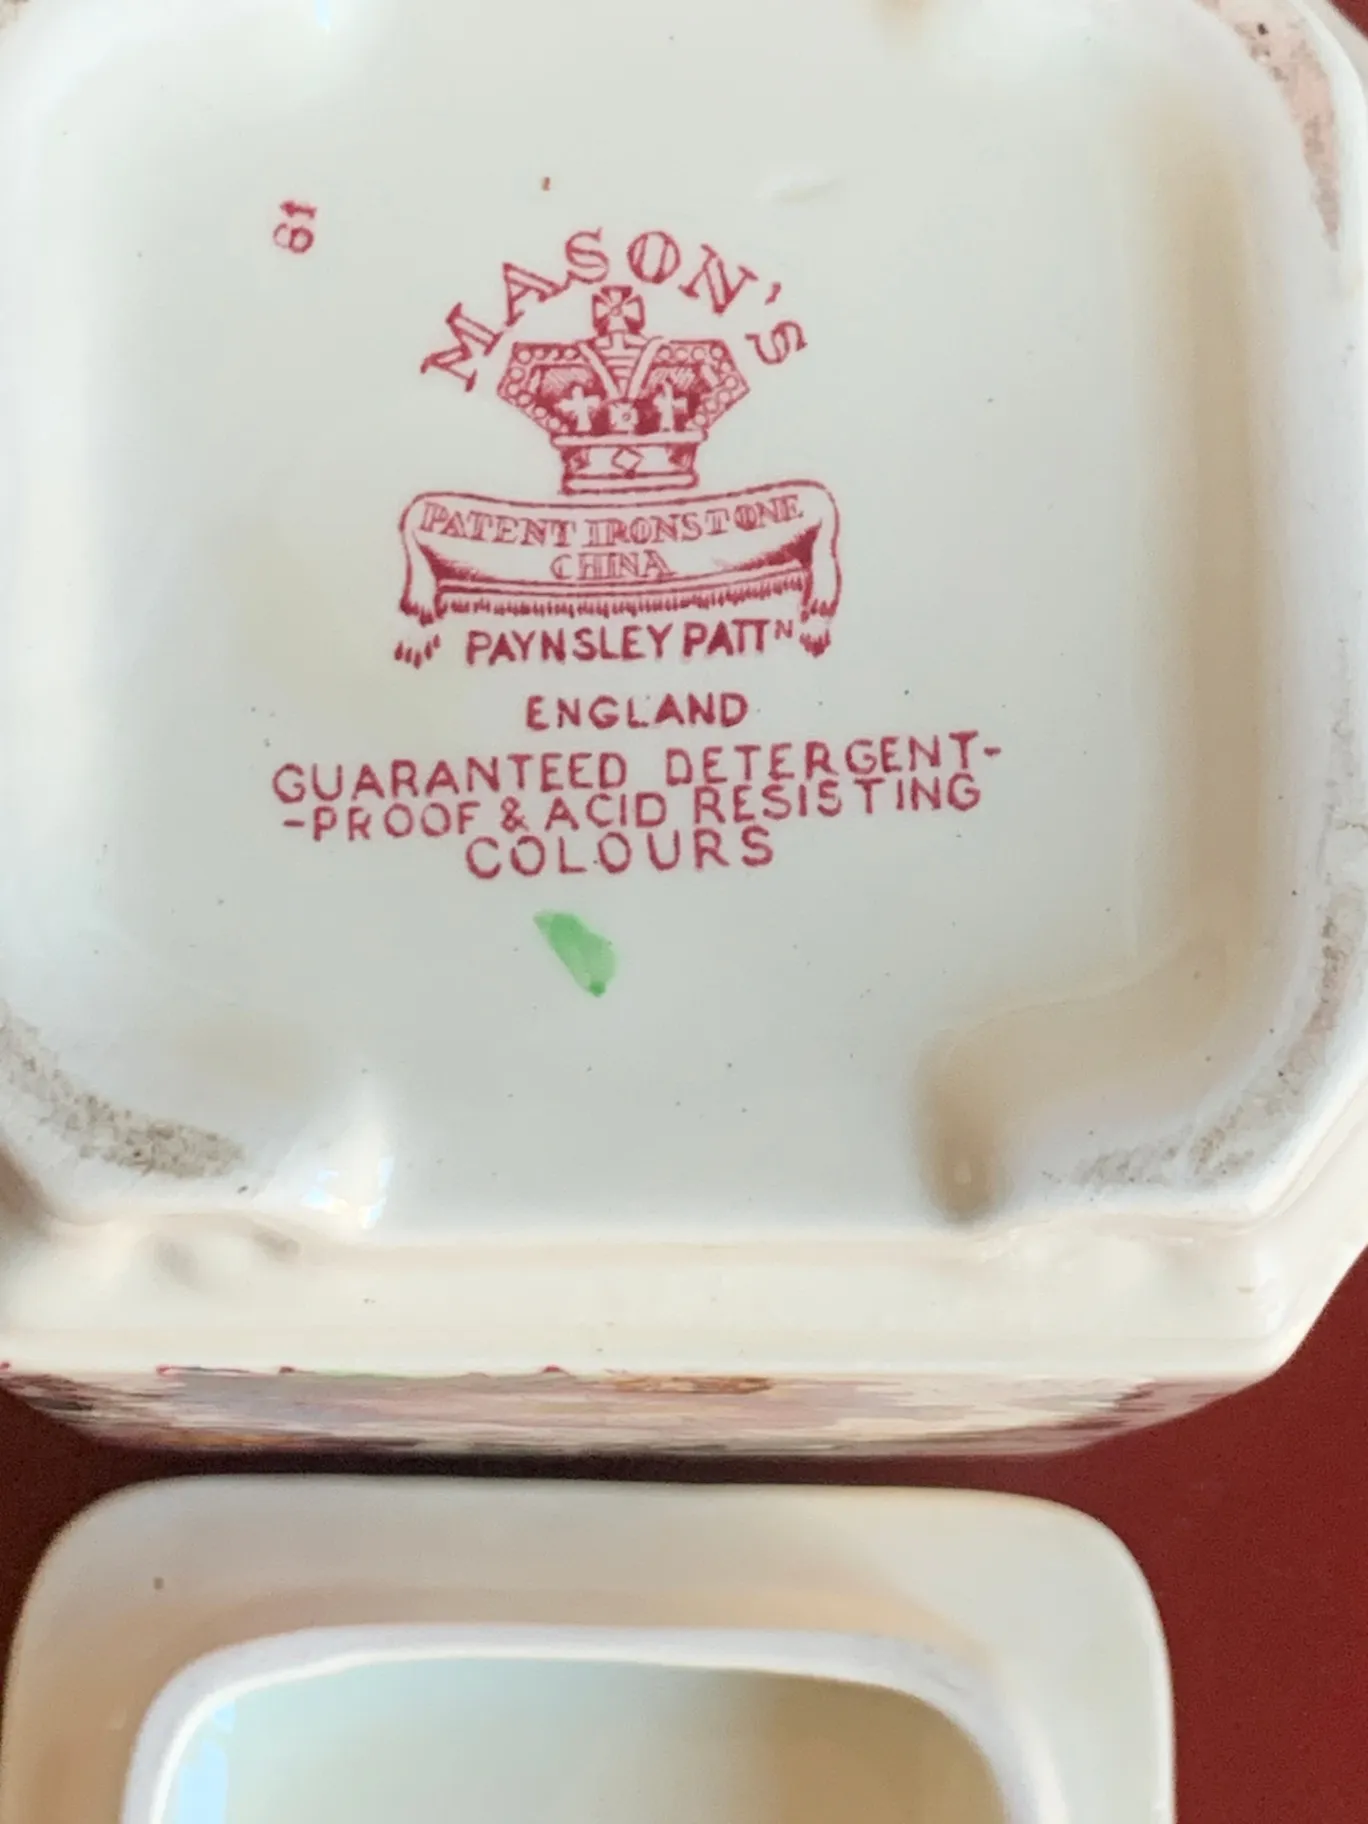 61
MASON'S
PATENT IRONSTONE
CHINA
PAYNSLEY PATTN
ENGLAND
GUARANTEED DETERGENT-
-PROOF & ACID RESISTING
COLOURS